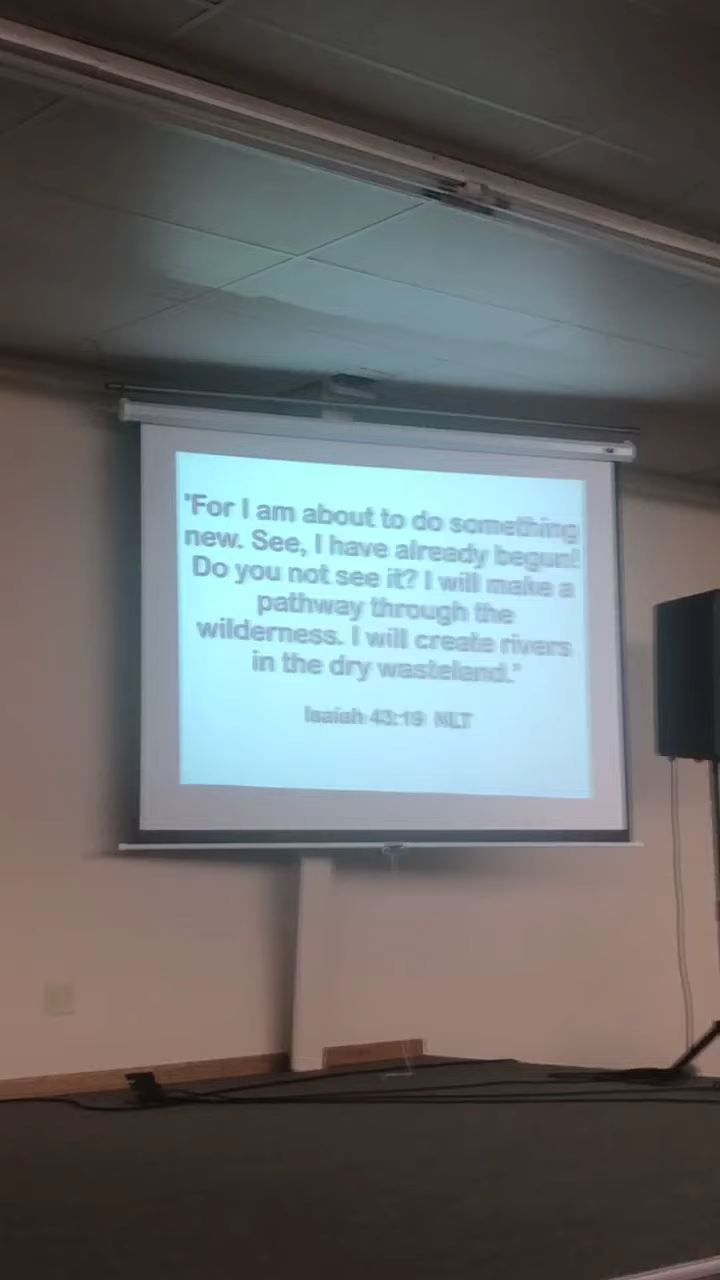 "For I am about to do something
new. See, I have already begun!
Do you not see it? I will make a
pathway through the
wilderness. I will create rivers
in the dry wasteland."
Isaiah 43:19 NLT